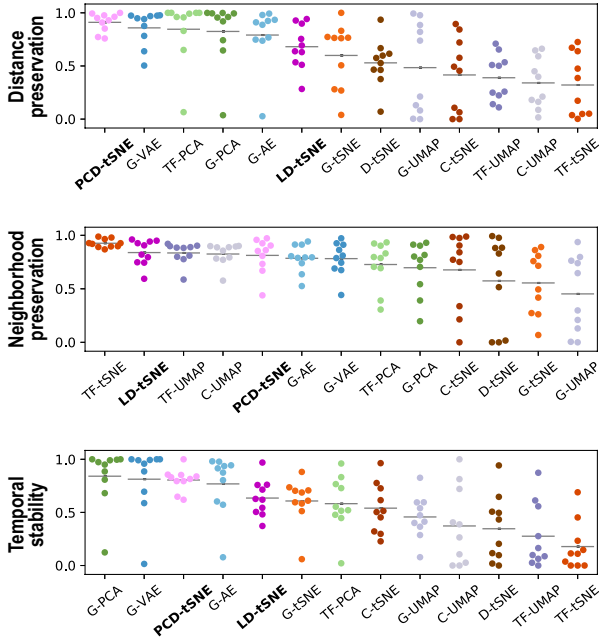 Distance
preservation
1.0
0.5
0.0
PCD-tSNE
G-VAE
TF-PCA
G-PCA
G-AE
LD-tSNE
G-tSNE
D-tSNE
G-UMAP
C-tSNE
TF-UMAP
C-UMAP
TF-tSNE
Neighborhood
preservation
1.0
0.5
0.0
TF-tSNE
LD-tSNE
TF-UMAP
C-UMAP
PCD-tSNE
G-AE
G-VAE
TF-PCA
G-PCA
C-tSNE
D-tSNE
G-tSNE
G-UMAP
Temporal
stability
1.0
0.5
0.0
G-PCA
G-VAE
PCD-tSNE
G-AE
LD-tSNE
G-tSNE
TF-PCA
C-tSNE
G-UMAP
C-UMAP
D-tSNE
TF-UMAP
TF-tSNE